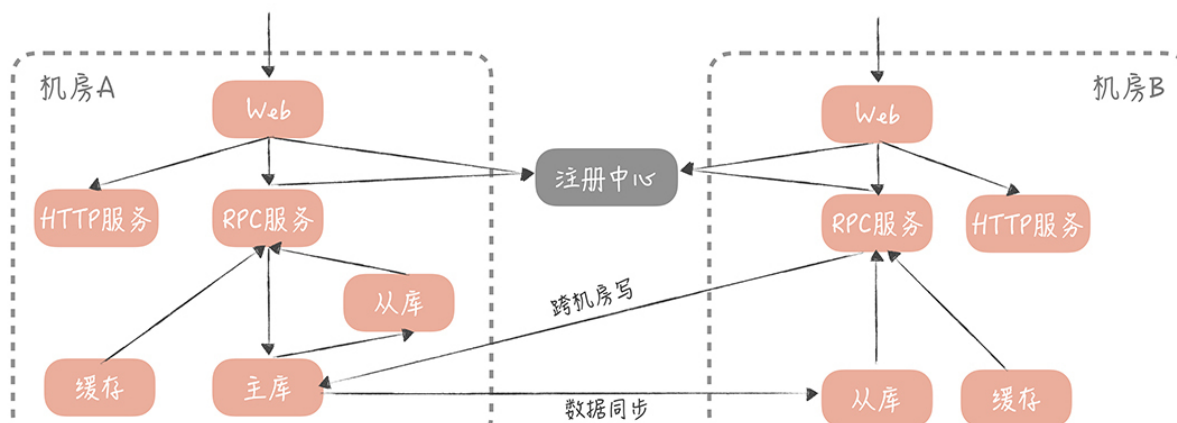 机房A
机房B
Web
Web
注册中心
HTTP服务
RPC服务
RPC服务
HTTP服务
从库
跨机房写
缓存
主库
数据同步
从库
缓存